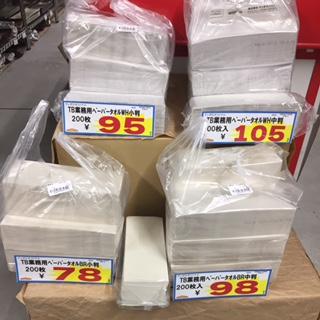 TB業務用ペーパータオルWH小判
200枚 ¥ 95
TB業務用ペーパータオルWH中判
00枚入 ¥ 105
TB業務用ペーパータオルBR小判
200枚 ¥ 78
TB業務用ペーパータオルBR中判
200枚入 ¥ 98